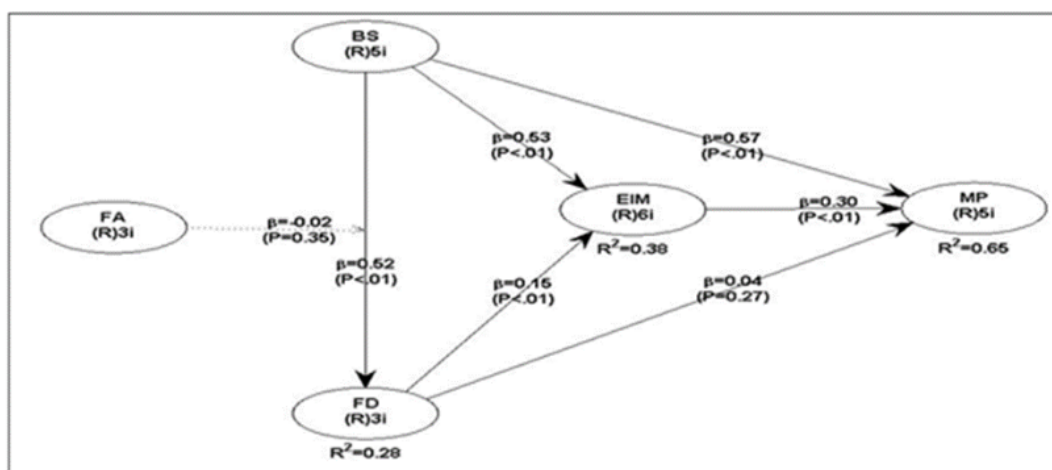 BS
(R)5i
β=0.53
(P<.01)
β=0.57
(P<.01)
FA
(R)3i
β=-0.02
(P=0.35)
EIM
(R)6i
R²=0.38
β=0.30
(P<.01)
MP
(R)5i
R²=0.65
β=0.52
(P<.01)
β=0.15
(P<.01)
β=0.04
(P=0.27)
FD
(R)3i
R²=0.28